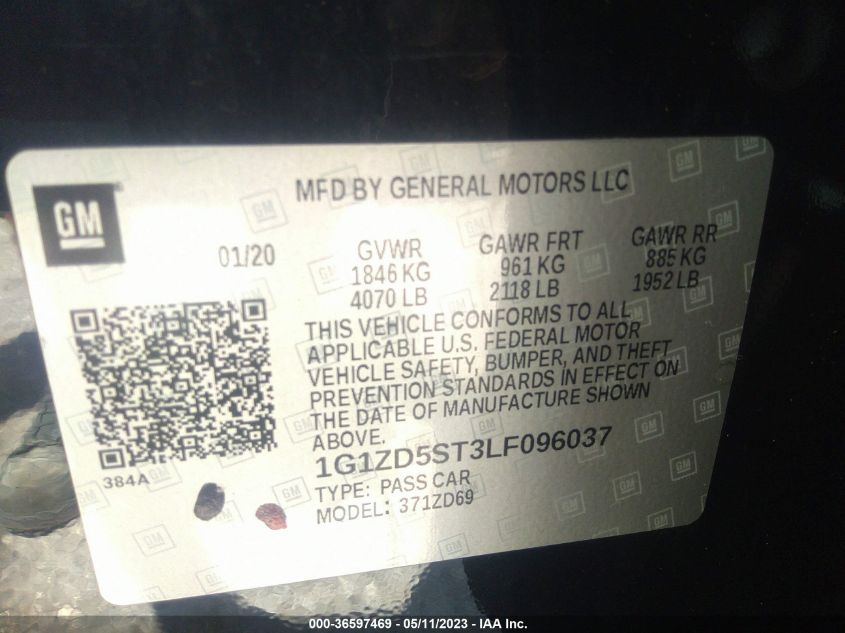 MFD BY GENERAL MOTORS LLC
GM
01/20
GVWR
1846 KG
4070 LB
GAWR FRT
961 KG
2118 LB
GAWR RR
885 KG
1952 LB
THIS VEHICLE CONFORMS TO ALL
APPLICABLE U.S. FEDERAL MOTOR
VEHICLE SAFETY, BUMPER, AND THEFT
PREVENTION STANDARDS IN EFFECT ON
THE DATE OF MANUFACTURE SHOWN
ABOVE.
384A
1G1ZD5ST3LF096037
TYPE: PASS CAR
MODEL: 371ZD69
000-36597469 - 05/11/2023 - IAA Inc.